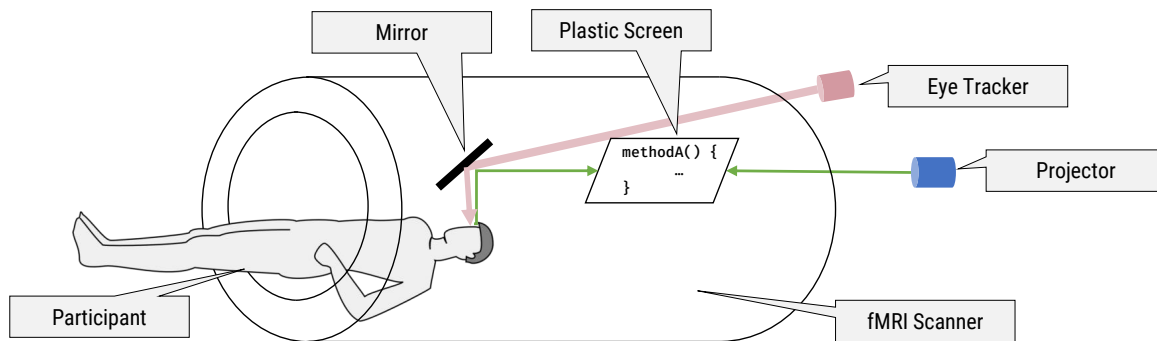 Mirror
Plastic Screen
Eye Tracker
methodA() {
…
}
Projector
Participant
fMRI Scanner